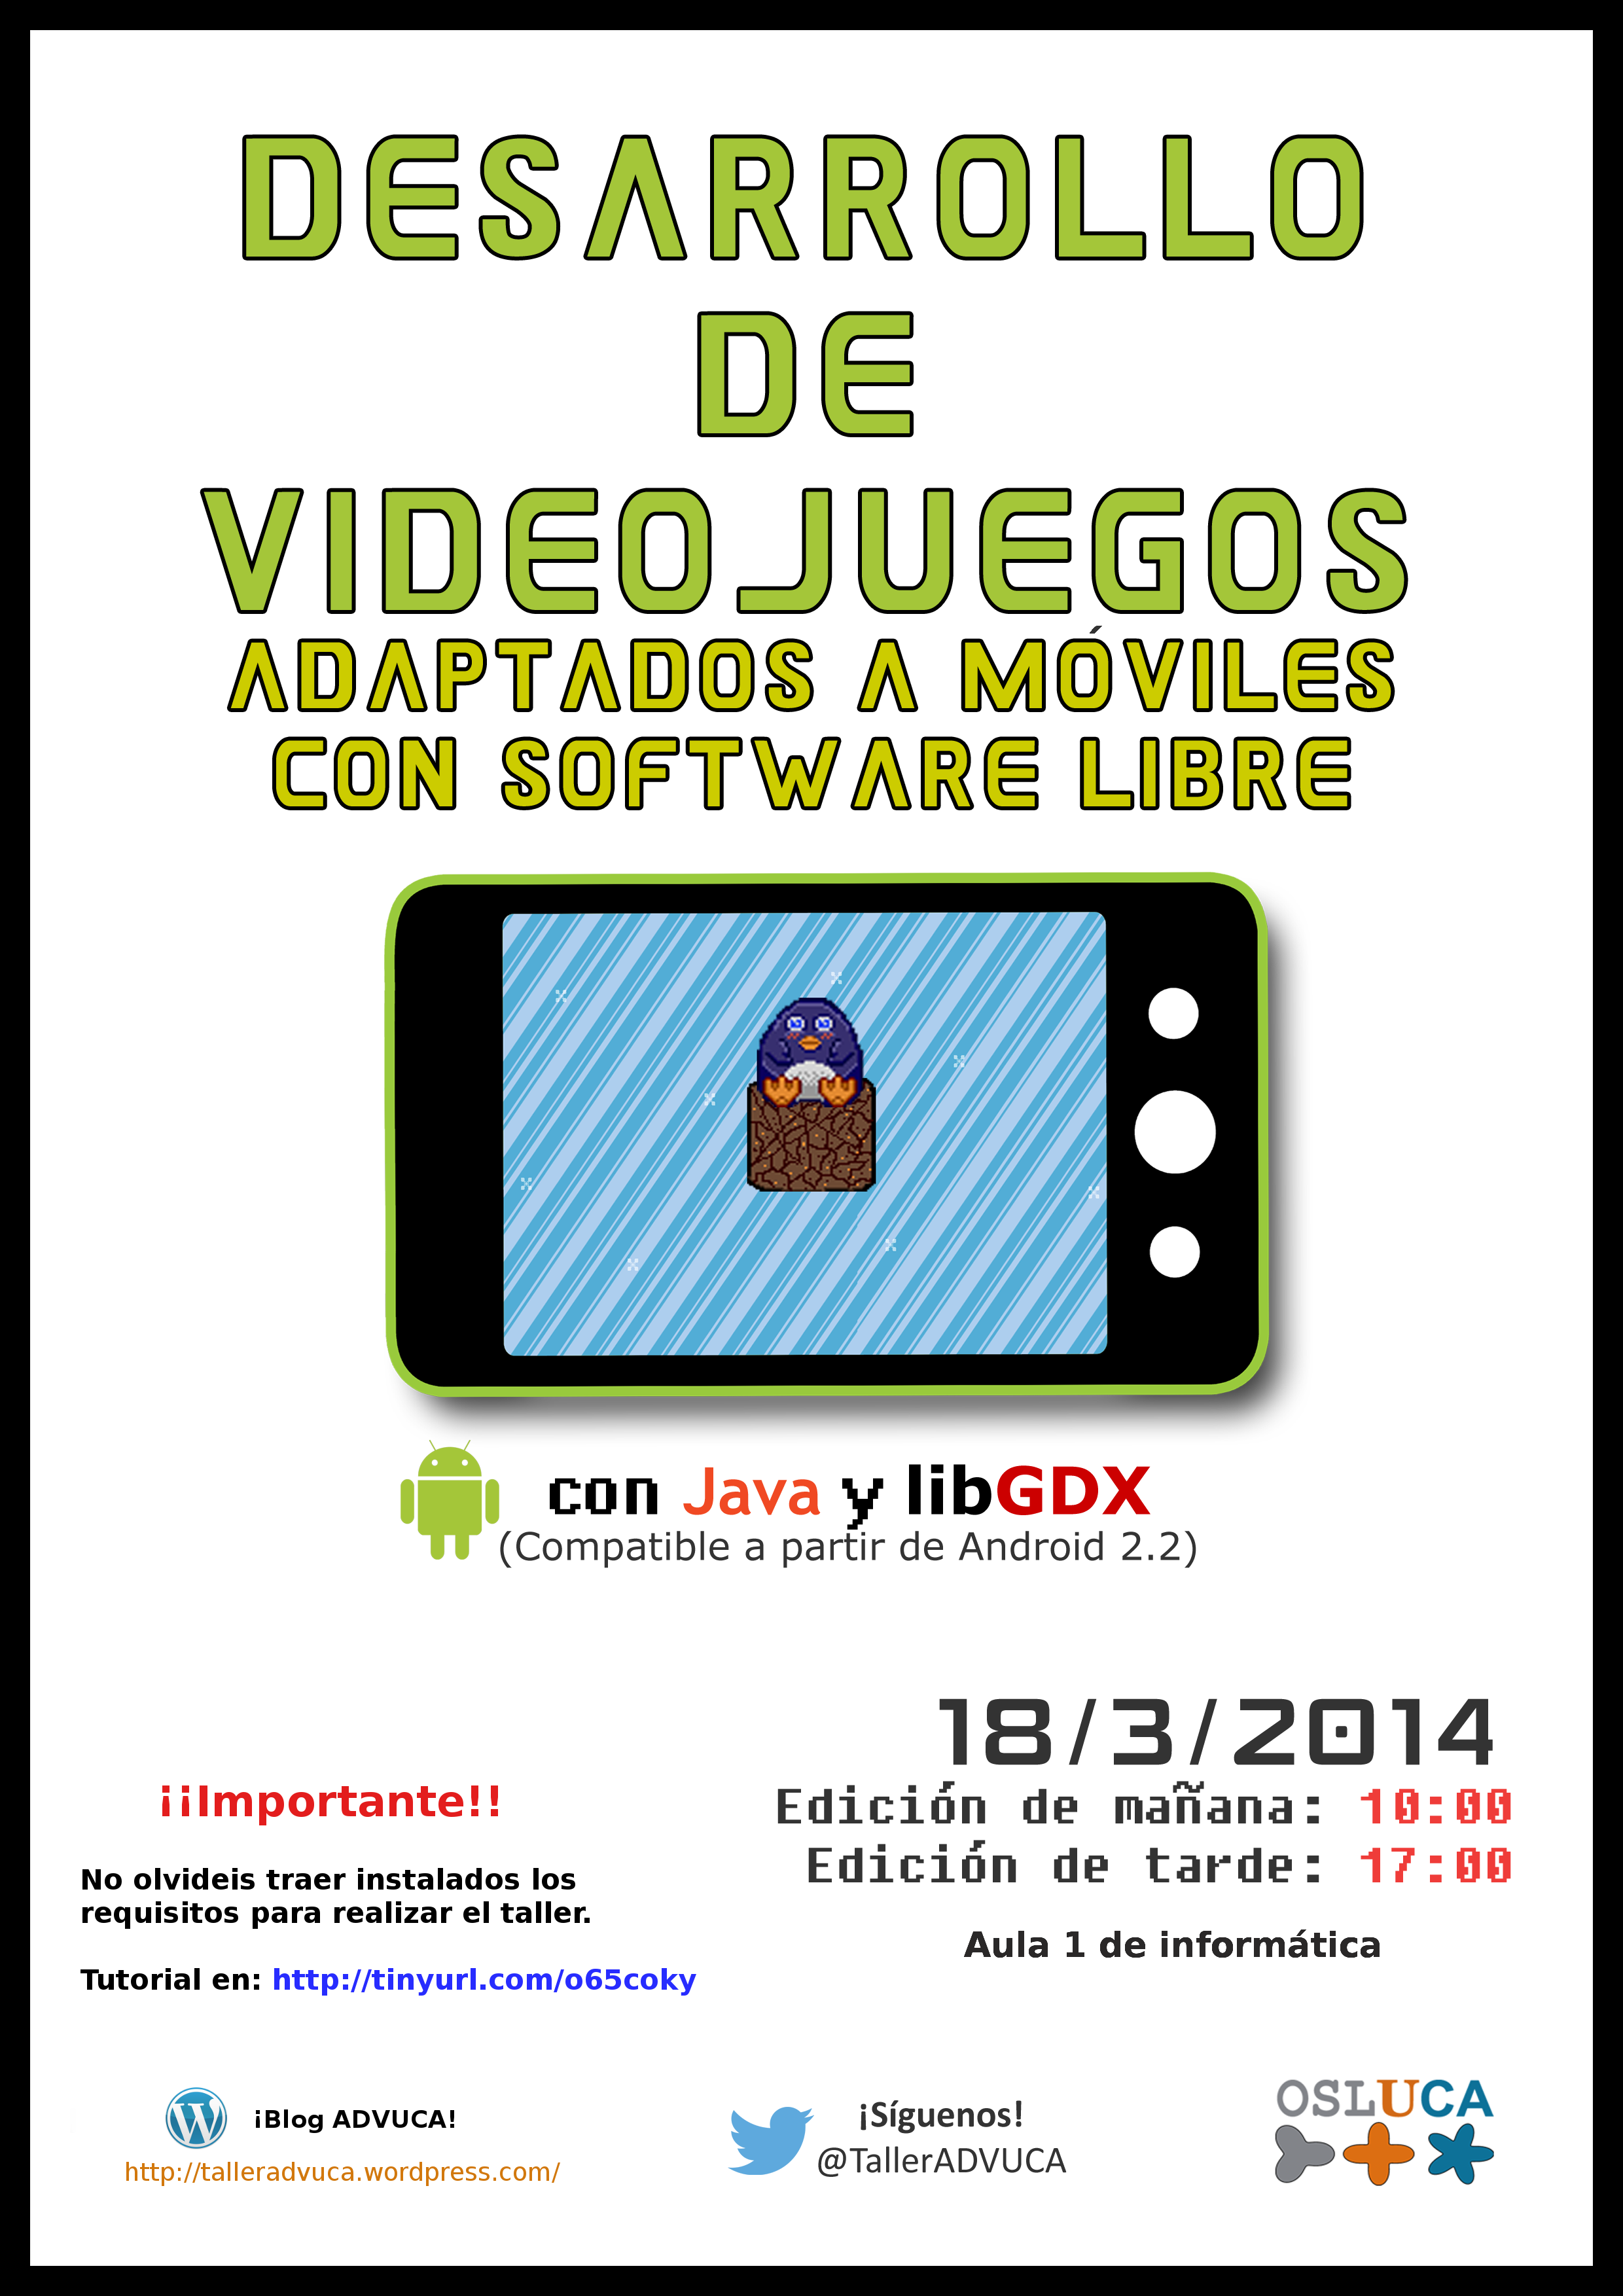 DESARROLLO
DE
VIDEOJUEGOS
ADAPTADOS A MÓVILES
CON SOFTWARE LIBRE
con Java y libGDX
(Compatible a partir de Android 2.2)
18/3/2014
Edición de mañana: 10:00
Edición de tarde: 17:00
Aula 1 de informática
¡¡Importante!!
No olvideis traer instalados los
requisitos para realizar el taller.
Tutorial en: http://tinyurl.com/o65coky
¡Blog ADVUCA!
http://talleradvuca.wordpress.com/
¡Síguenos!
@TallerADVUCA
OSLUCA